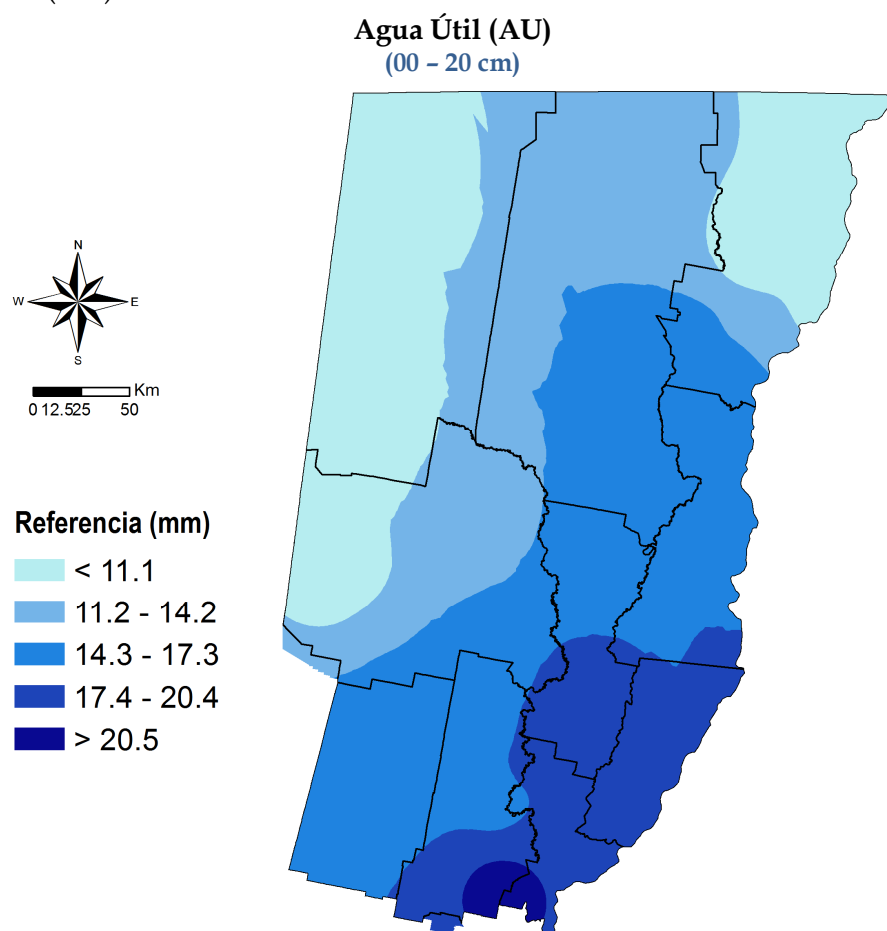 Agua Útil (AU)
(00 – 20 cm)
N
W E
S
Km
0 12.525 50
Referencia (mm)
< 11.1
11.2 - 14.2
14.3 - 17.3
17.4 - 20.4
> 20.5